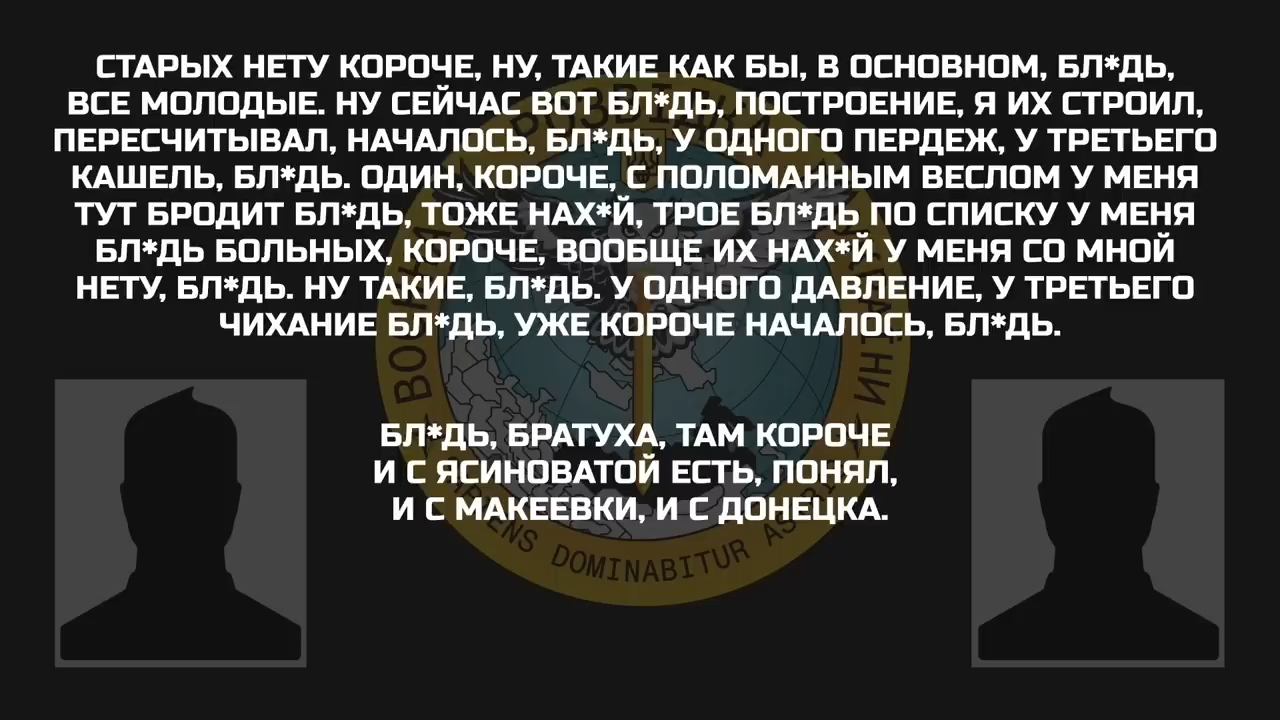 СТАРЫХ НЕТУ КОРОЧЕ, НУ, ТАКИЕ КАК БЫ, В ОСНОВНОМ, БЛ*ДЬ,
ВСЕ МОЛОДЫЕ. НУ СЕЙЧАС ВОТ БЛ*ДЬ, ПОСТРОЕНИЕ, Я ИХ СТРОИЛ,
ПЕРЕСЧИТЫВАЛ, НАЧАЛОСЬ, БЛ*ДЬ, У ОДНОГО ПЕРДЕЖ, У ТРЕТЬЕГО
КАШЕЛЬ, БЛ*ДЬ. ОДИН, КОРОЧЕ, С ПОЛОМАННЫМ ВЕСЛОМ У МЕНЯ
ТУТ БРОДИТ БЛ*ДЬ, ТОЖЕ НАХ*Й, ТРОЕ БЛ*ДЬ ПО СПИСКУ У МЕНЯ
БЛ*ДЬ БОЛЬНЫХ, КОРОЧЕ, ВООБЩЕ ИХ НАХ*Й У МЕНЯ СО МНОЙ
НЕТУ, БЛ*ДЬ. НУ ТАКИЕ, БЛ*ДЬ. У ОДНОГО ДАВЛЕНИЕ, У ТРЕТЬЕГО
ЧИХАНИЕ БЛ*ДЬ, УЖЕ КОРОЧЕ НАЧАЛОСЬ, БЛ*ДЬ.
БЛ*ДЬ, БРАТУХА, ТАМ КОРОЧЕ
И С ЯСИНОВАТОЙ ЕСТЬ, ПОНЯЛ,
И С МАКЕЕВКИ, И С ДОНЕЦКА.
DOMINABITUR